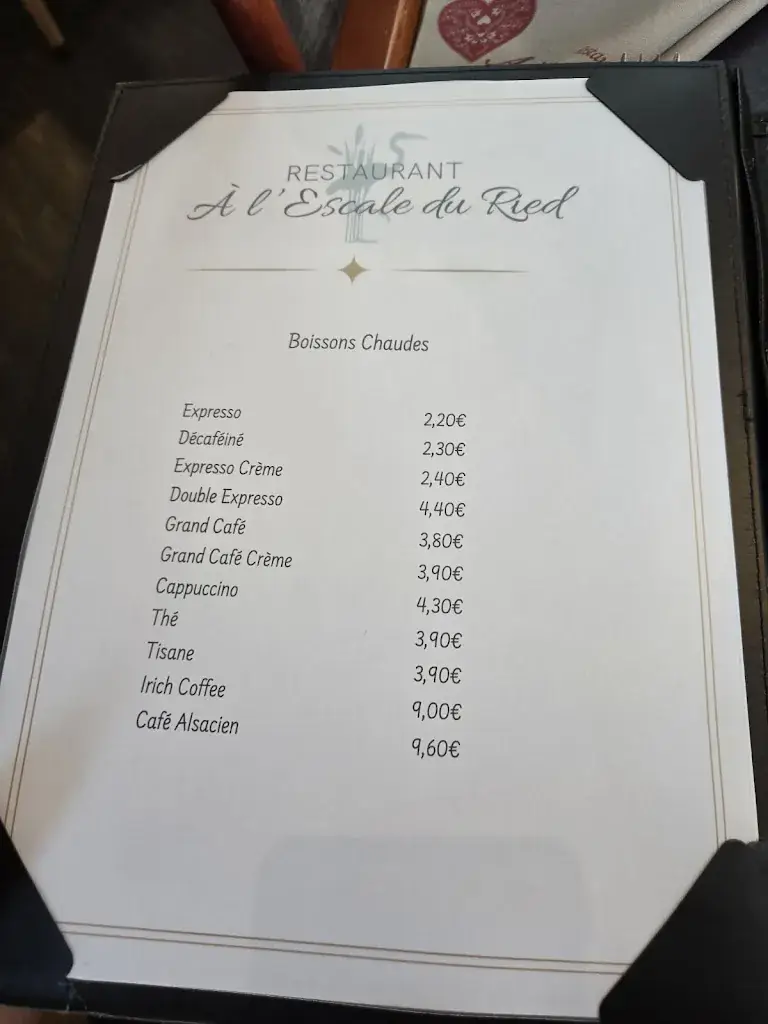 RESTAURANT
À l'Escale du Ried
Boissons Chaudes
Expresso 2,20€
Décaféiné 2,30€
Expresso Crème 2,40€
Double Expresso 4,40€
Grand Café 3,80€
Grand Café Crème 3,90€
Cappuccino 4,30€
Thé 3,90€
Tisane 3,90€
Irich Coffee 9,00€
Café Alsacien 9,60€